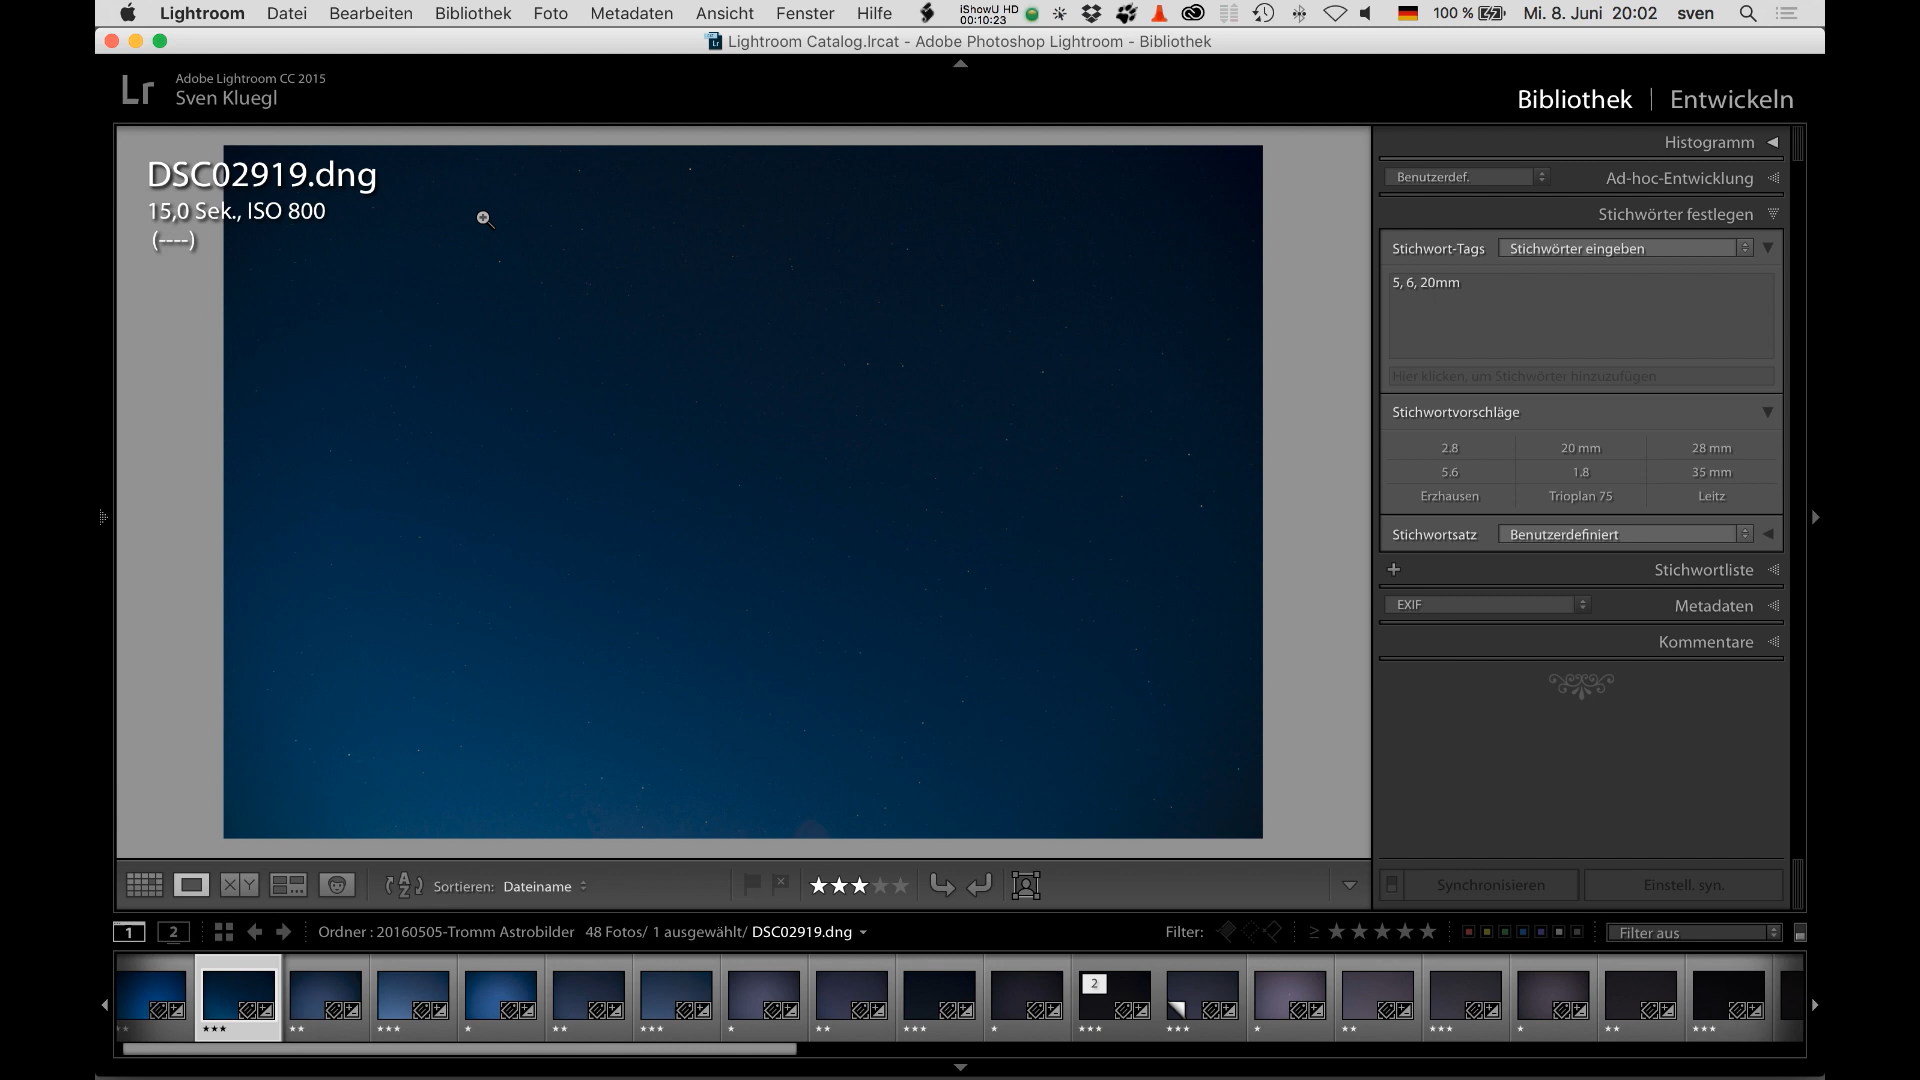 Lightroom Datei Bearbeiten Bibliothek Foto Metadaten Ansicht Fenster Hilfe iShowU HD 00:10:23 100 % Mi. 8. Juni 20:02 sven
Lightroom Catalog.lrcat - Adobe Photoshop Lightroom - Bibliothek
Lr Adobe Lightroom CC 2015
Sven Kluegl
Bibliothek | Entwickeln
DSC02919.dng
15,0 Sek., ISO 800
(----)
Histogramm
Benutzerdef. Ad-hoc-Entwicklung
Stichwörter festlegen
Stichwort-Tags Stichwörter eingeben
5, 6, 20mm
Hier klicken, um Stichwörter hinzuzufügen
Stichwortvorschläge
2.8 20 mm 28 mm
5.6 1.8 35 mm
Erzhausen Trioplan 75 Leitz
Stichwortsatz Benutzerdefiniert
+ Stichwortliste
EXIF Metadaten
Kommentare
X Y A Z Sortieren: Dateiname Synchronisieren Einstell. syn.
1 2 Ordner : 20160505-Tromm Astrobilder 48 Fotos/ 1 ausgewählt/ DSC02919.dng Filter: ≥ Filter aus
2